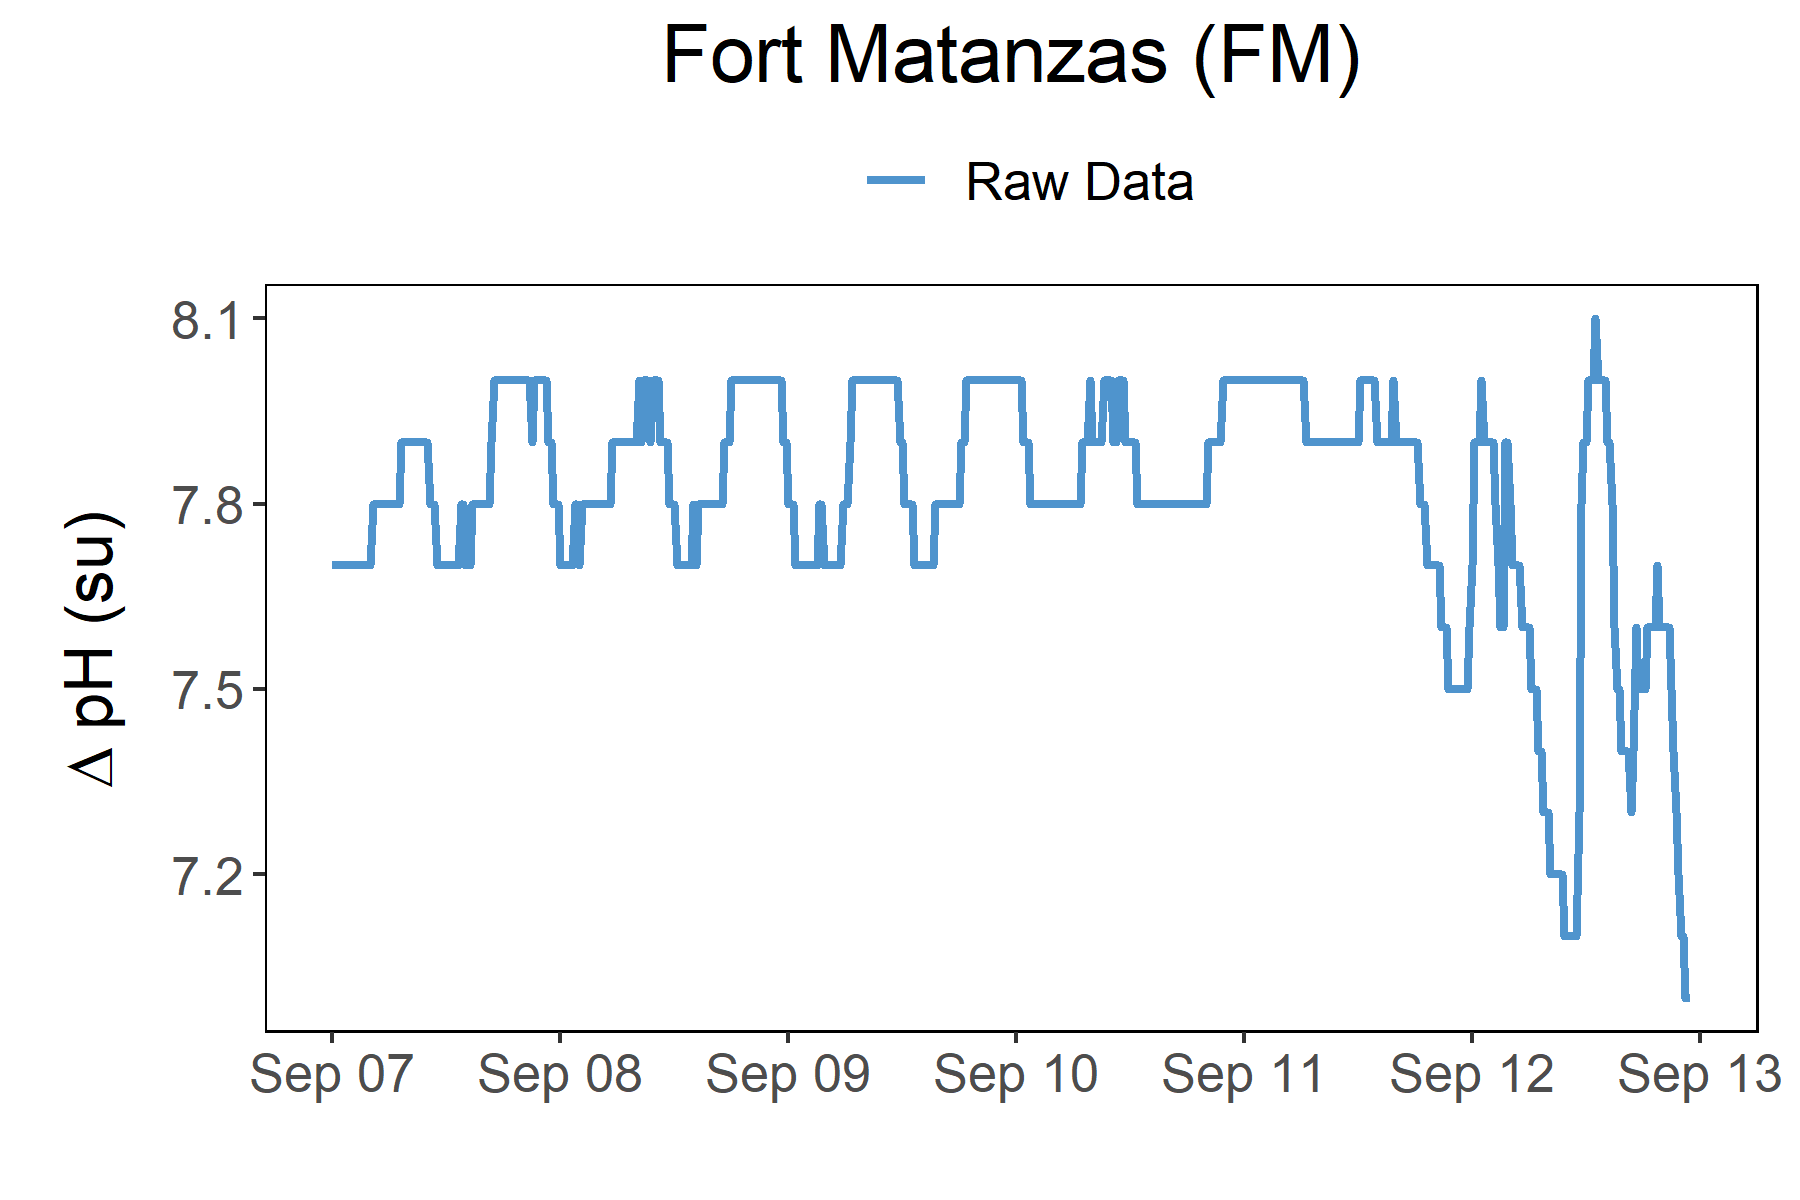 Fort Matanzas (FM)
Raw Data
Δ pH (su)
8.1
7.8
7.5
7.2
Sep 07 Sep 08 Sep 09 Sep 10 Sep 11 Sep 12 Sep 13